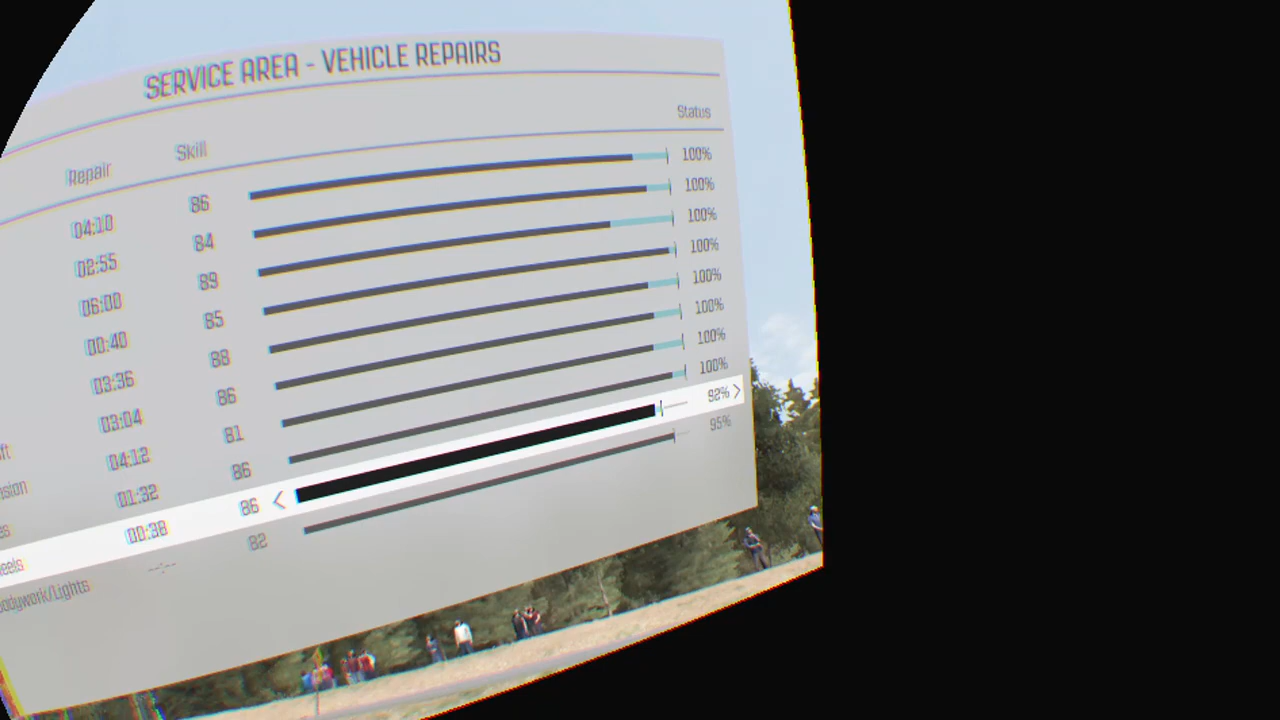 SERVICE AREA - VEHICLE REPAIRS
Repair Skill Status
04:10 86 100%
02:55 84 100%
06:00 89 100%
00:40 85 100%
03:36 88 100%
03:04 86 100%
04:12 81 100%
01:32 86 100%
00:38 86 < 92% >
Bodywork/Lights --:-- 82 95%